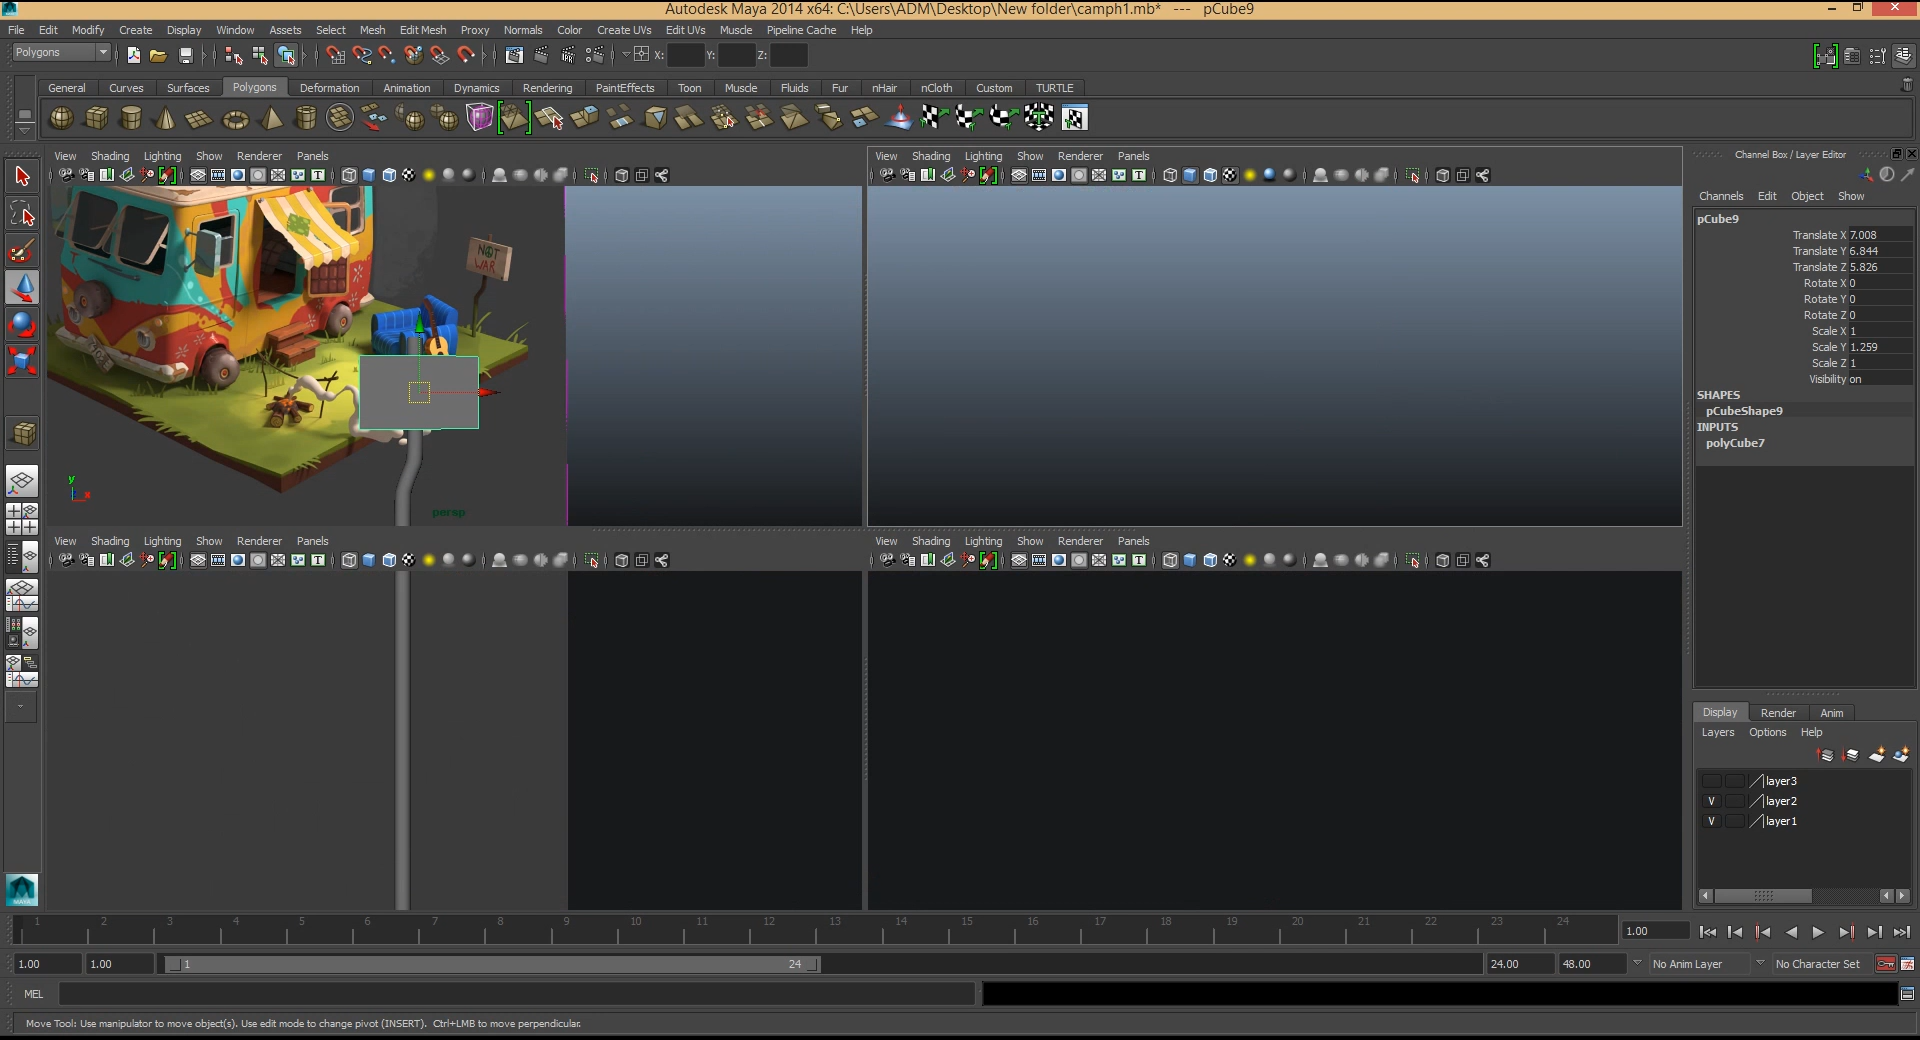 Autodesk Maya 2014 x64: C:\Users\ADM\Desktop\New folder\camph1.mb* --- pCube9
File Edit Modify Create Display Window Assets Select Mesh Edit Mesh Proxy Normals Color Create UVs Edit UVs Muscle Pipeline Cache Help
Polygons X: Y: Z:
General Curves Surfaces Polygons Deformation Animation Dynamics Rendering PaintEffects Toon Muscle Fluids Fur nHair nCloth Custom TURTLE
View Shading Lighting Show Renderer Panels
View Shading Lighting Show Renderer Panels
Channel Box / Layer Editor
Channels Edit Object Show
pCube9
Translate X 7.008
Translate Y 6.844
Translate Z 5.826
Rotate X 0
Rotate Y 0
Rotate Z 0
Scale X 1
Scale Y 1.259
Scale Z 1
Visibility on
SHAPES
pCubeShape9
INPUTS
polyCube7
NOT
WAR
y
x
persp
View Shading Lighting Show Renderer Panels
View Shading Lighting Show Renderer Panels
Display Render Anim
Layers Options Help
layer3
V layer2
V layer1
MAYA
1 2 3 4 5 6 7 8 9 10 11 12 13 14 15 16 17 18 19 20 21 22 23 24
1.00
1.00 1.00 1 24 24.00 48.00 No Anim Layer No Character Set
MEL
Move Tool: Use manipulator to move object(s). Use edit mode to change pivot (INSERT). Ctrl+LMB to move perpendicular.